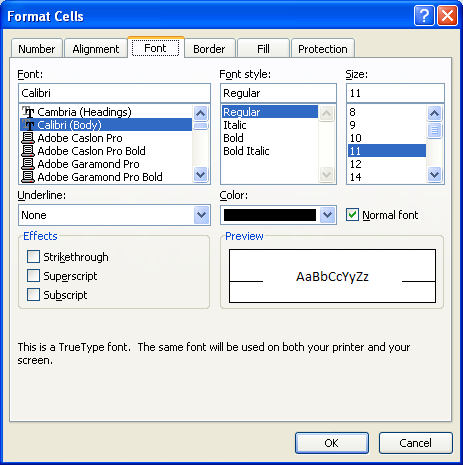 Format Cells
Number Alignment Font Border Fill Protection
Font: Font style: Size:
Calibri Regular 11
Cambria (Headings) Regular 8
Calibri (Body) Italic 9
Adobe Caslon Pro Bold 10
Adobe Caslon Pro Bold Bold Italic 11
Adobe Garamond Pro 12
Adobe Garamond Pro Bold 14
Underline: Color:
None Normal font
Effects Preview
Strikethrough
Superscript AaBbCcYyZz
Subscript
This is a TrueType font.  The same font will be used on both your printer and your
screen.
OK Cancel